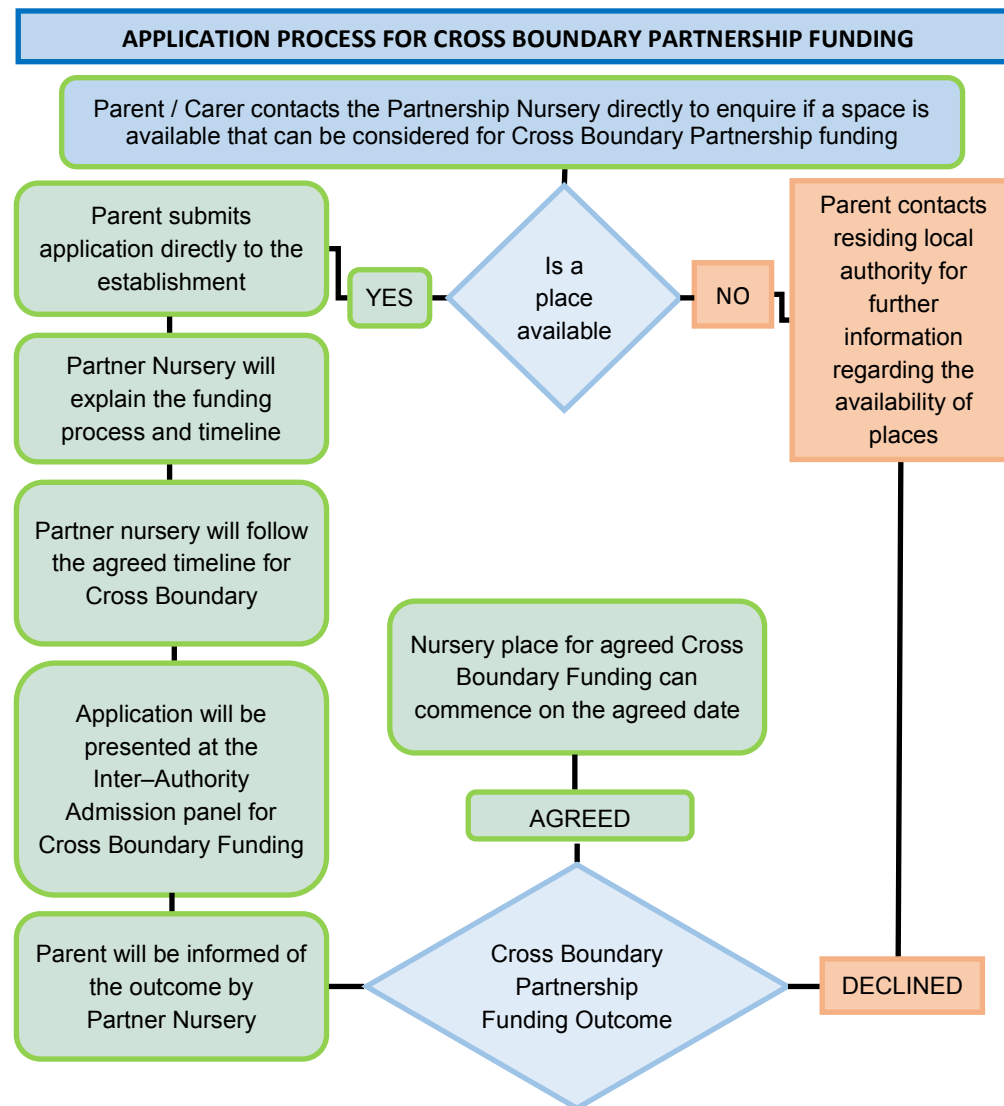 APPLICATION PROCESS FOR CROSS BOUNDARY PARTNERSHIP FUNDING
Parent / Carer contacts the Partnership Nursery directly to enquire if a space is
available that can be considered for Cross Boundary Partnership funding
Is a
place
available
YES
Parent submits
application directly to the
establishment
Partner Nursery will
explain the funding
process and timeline
Partner nursery will follow
the agreed timeline for
Cross Boundary
Application will be
presented at the
Inter–Authority
Admission panel for
Cross Boundary Funding
Parent will be informed of
the outcome by
Partner Nursery
Cross Boundary
Partnership
Funding Outcome
AGREED
Nursery place for agreed Cross
Boundary Funding can
commence on the agreed date
DECLINED
NO
Parent contacts
residing local
authority for
further
information
regarding the
availability of
places